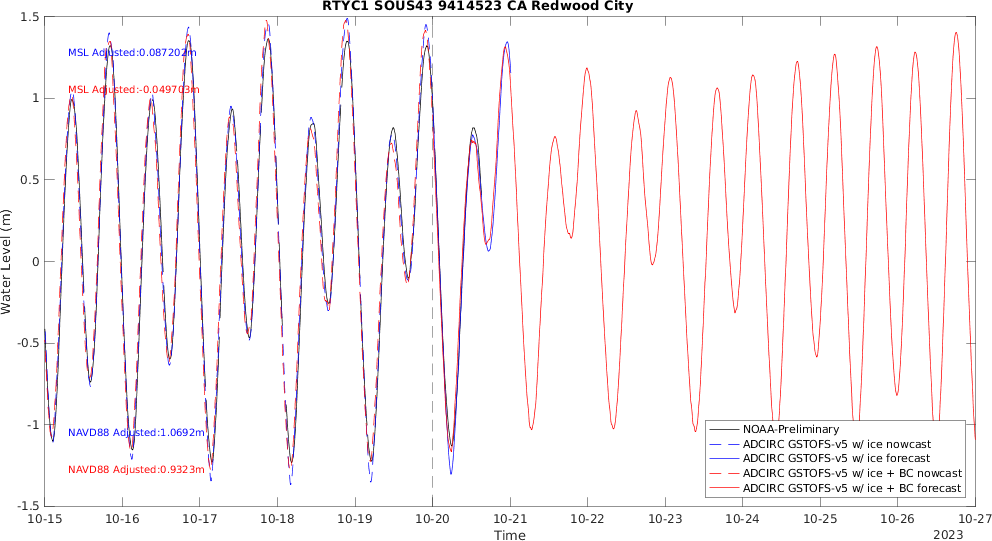 RTYC1 SOUS43 9414523 CA Redwood City
1.5
1
0.5
0
-0.5
-1
-1.5
Water Level (m)
MSL Adjusted:0.087202m
MSL Adjusted:-0.049703m
NAVD88 Adjusted:1.0692m
NAVD88 Adjusted:0.9323m
NOAA-Preliminary
ADCIRC GSTOFS-v5 w/ ice nowcast
ADCIRC GSTOFS-v5 w/ ice forecast
ADCIRC GSTOFS-v5 w/ ice + BC nowcast
ADCIRC GSTOFS-v5 w/ ice + BC forecast
10-15 10-16 10-17 10-18 10-19 10-20 10-21 10-22 10-23 10-24 10-25 10-26 10-27
Time
2023